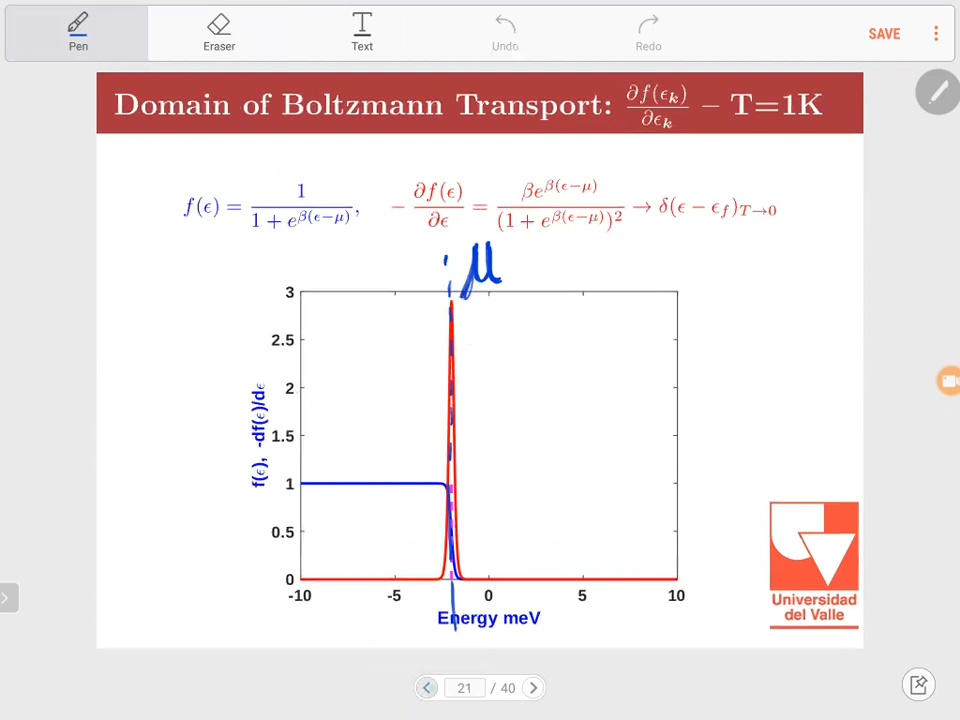 Pen
Eraser
Text
Undo
Redo
SAVE
Domain of Boltzmann Transport: ∂f(ϵₖ)/∂ϵₖ − T=1K
f(ϵ) = 1/(1 + e^{β(ϵ−μ)}), − ∂f(ϵ)/∂ϵ = βe^{β(ϵ−μ)}/(1 + e^{β(ϵ−μ)})² → δ(ϵ − ϵ_f)_{T→0}
μ
3
2.5
2
1.5
1
0.5
0
f(ϵ), -df(ϵ)/dϵ
-10 -5 0 5 10
Energy meV
Universidad
del Valle
21 / 40